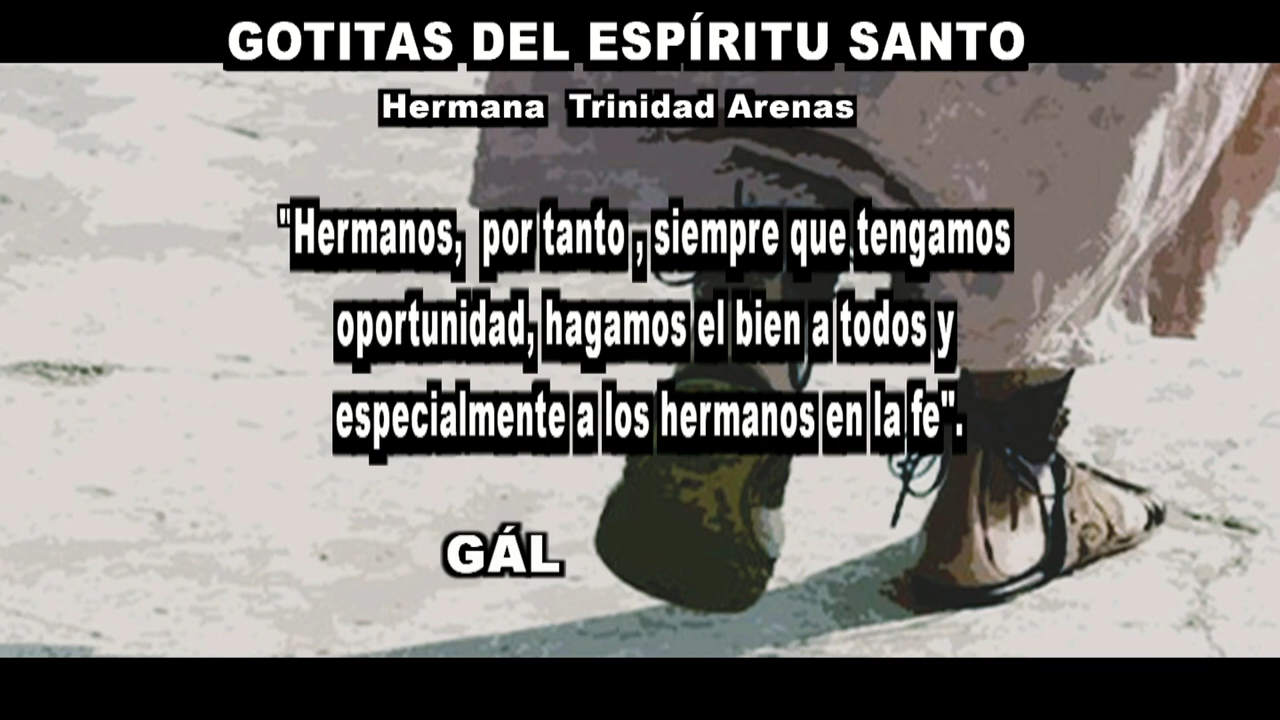 GOTITAS DEL ESPÍRITU SANTO
Hermana Trinidad Arenas
"Hermanos, por tanto , siempre que tengamos
oportunidad, hagamos el bien a todos y
especialmente a los hermanos en la fe".
GÁL